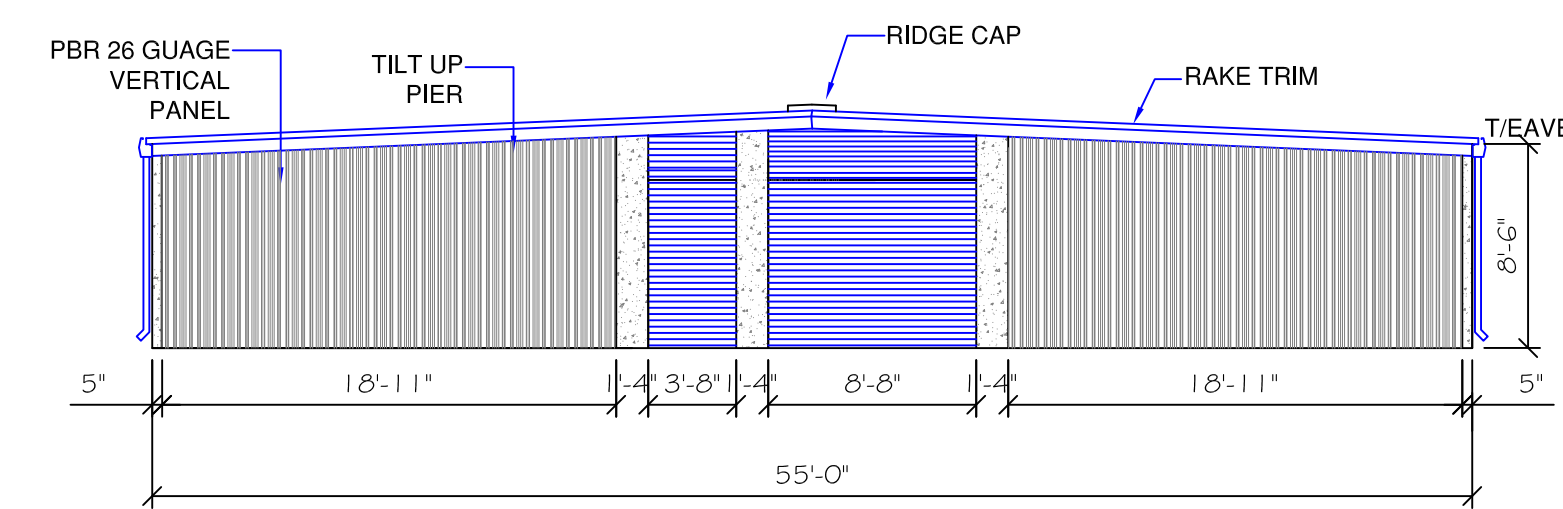 RIDGE CAP
PBR 26 GUAGE
VERTICAL
PANEL
TILT UP
PIER
RAKE TRIM
T/EAVE
8'-6"
5"
18'-11"
1'-4"
3'-8"
1'-4"
8'-8"
1'-4"
18'-11"
5"
55'-0"